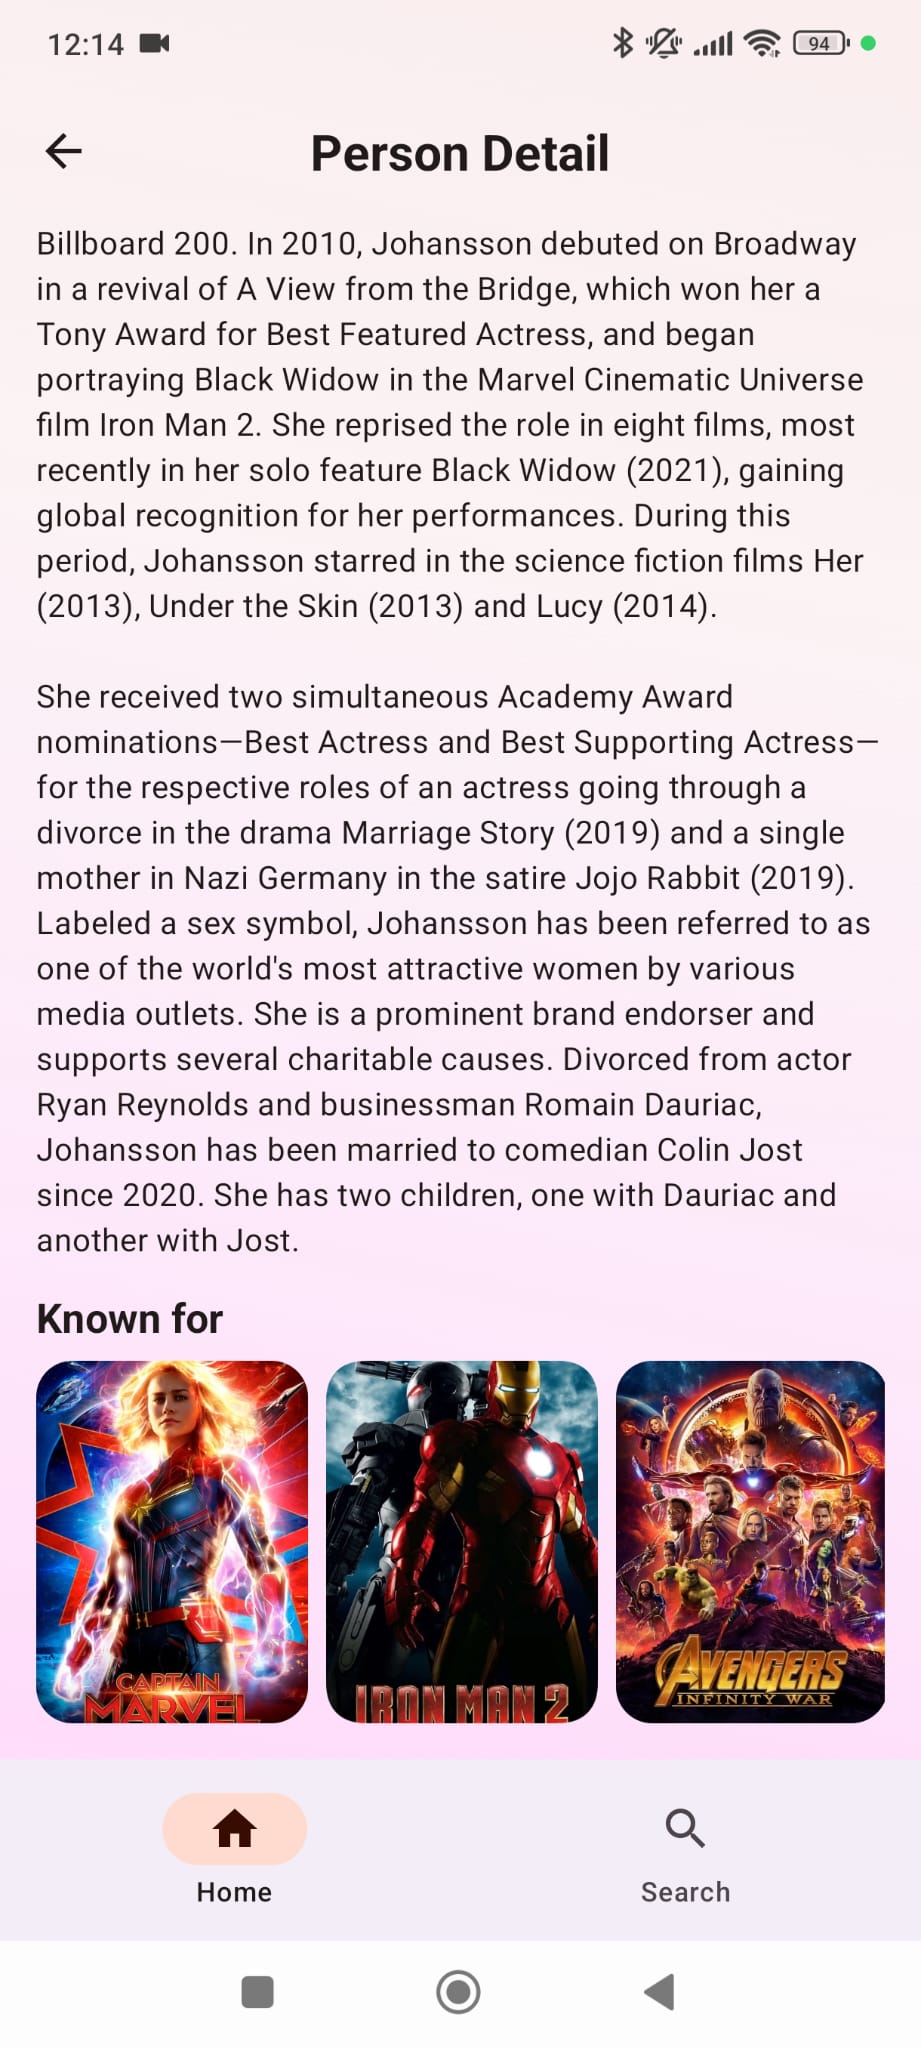 12:14
94
Person Detail
Billboard 200. In 2010, Johansson debuted on Broadway
in a revival of A View from the Bridge, which won her a
Tony Award for Best Featured Actress, and began
portraying Black Widow in the Marvel Cinematic Universe
film Iron Man 2. She reprised the role in eight films, most
recently in her solo feature Black Widow (2021), gaining
global recognition for her performances. During this
period, Johansson starred in the science fiction films Her
(2013), Under the Skin (2013) and Lucy (2014).
She received two simultaneous Academy Award
nominations—Best Actress and Best Supporting Actress—
for the respective roles of an actress going through a
divorce in the drama Marriage Story (2019) and a single
mother in Nazi Germany in the satire Jojo Rabbit (2019).
Labeled a sex symbol, Johansson has been referred to as
one of the world's most attractive women by various
media outlets. She is a prominent brand endorser and
supports several charitable causes. Divorced from actor
Ryan Reynolds and businessman Romain Dauriac,
Johansson has been married to comedian Colin Jost
since 2020. She has two children, one with Dauriac and
another with Jost.
Known for
CAPTAIN
MARVEL
IRON MAN 2
AVENGERS
INFINITY WAR
Home
Search